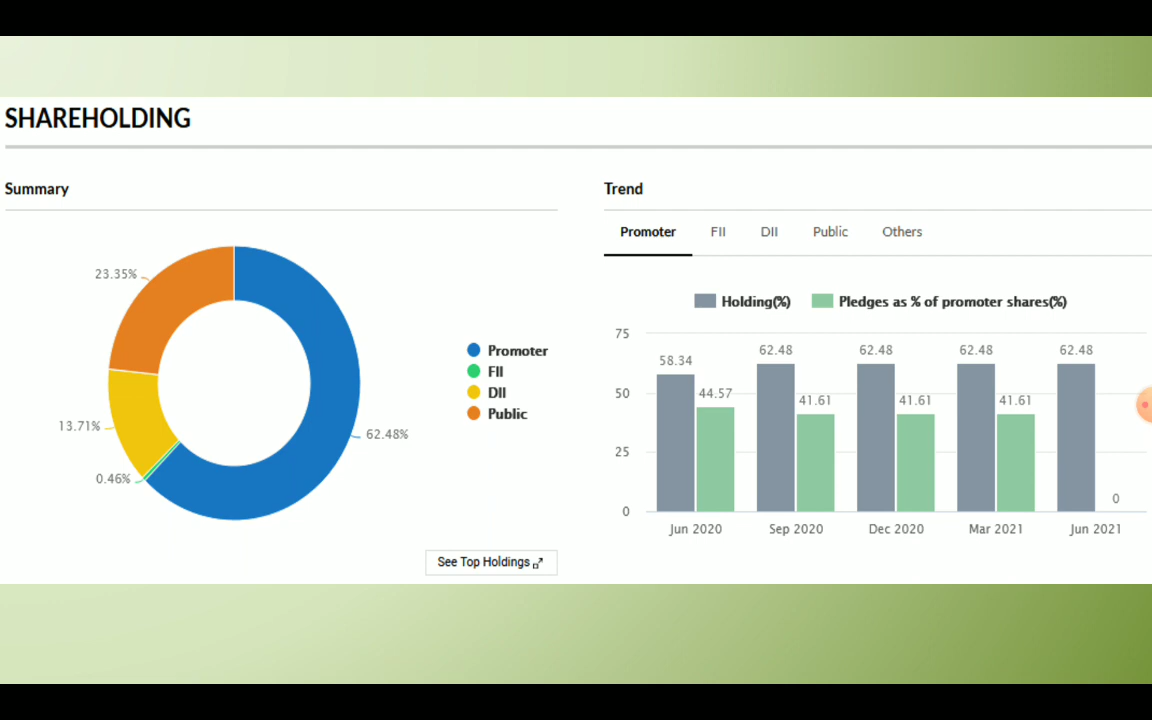 SHAREHOLDING
Summary
23.35%
13.71%
0.46%
62.48%
Promoter
FII
DII
Public
See Top Holdings
Trend
Promoter FII DII Public Others
Holding(%) Pledges as % of promoter shares(%)
75
50
25
0
58.34 62.48 62.48 62.48 62.48
44.57 41.61 41.61 41.61 0
Jun 2020 Sep 2020 Dec 2020 Mar 2021 Jun 2021